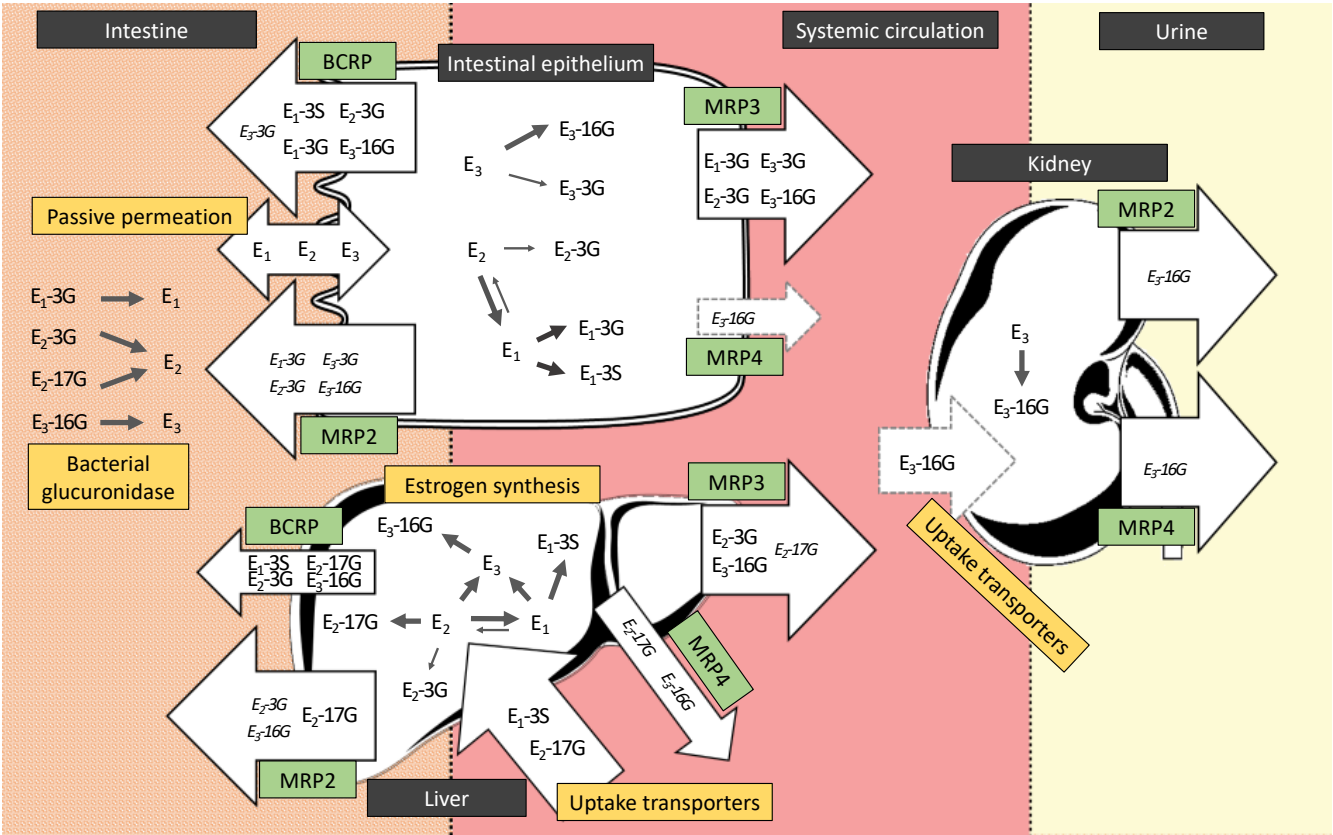 Intestine
Systemic circulation
Urine
BCRP
Intestinal epithelium
E₁-3S E₂-3G
E₃-3G
E₁-3G E₃-16G
MRP3
E₁-3G E₃-3G
E₂-3G E₃-16G
E₃-16G
E₃
E₃-3G
E₂
E₂-3G
E₁
E₁-3G
E₁-3S
Passive permeation
E₁ E₂ E₃
E₁-3G E₁
E₂-3G
E₂
E₂-17G
E₃-16G E₃
Bacterial
glucuronidase
E₁-3G E₃-3G
E₂-3G E₃-16G
MRP2
E₃-16G
MRP4
Kidney
MRP2
E₃-16G
E₃
E₃-16G
E₃-16G
E₃-16G
MRP4
Uptake transporters
Estrogen synthesis
MRP3
E₂-3G
E₂-17G
E₃-16G
BCRP
E₁-3S E₂-17G
E₂-3G E₃-16G
E₃-16G
E₁-3S
E₃
E₂-17G E₂ E₁
E₂-3G
E₂-17G
E₃-16G
MRP4
E₂-3G
E₂-17G
E₃-16G
MRP2
E₁-3S
E₂-17G
Liver
Uptake transporters